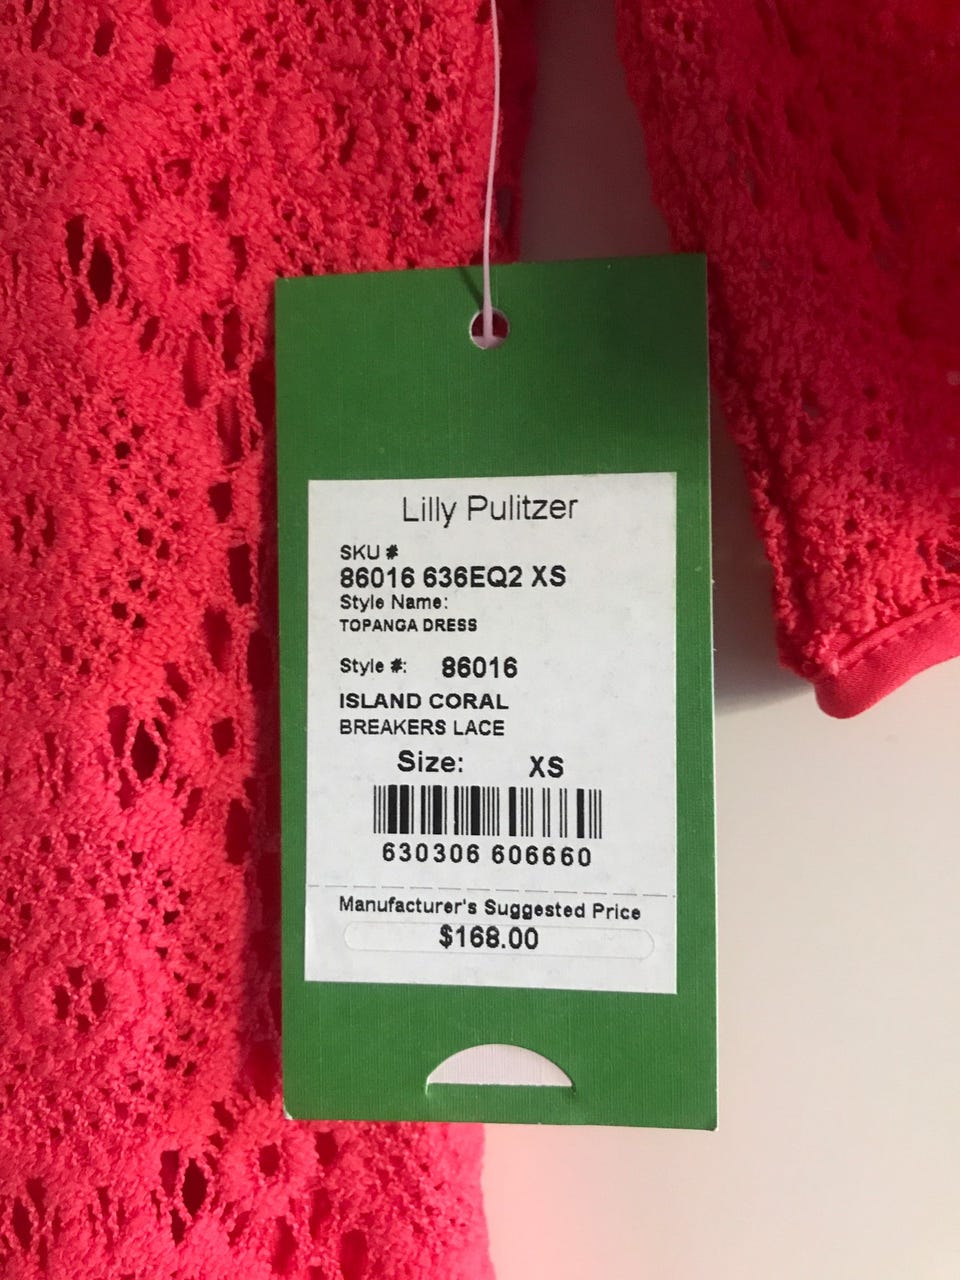 Lilly Pulitzer
SKU #
86016 636EQ2 XS
Style Name:
TOPANGA DRESS
Style #: 86016
ISLAND CORAL
BREAKERS LACE
Size: XS
630306 606660
Manufacturer's Suggested Price
$168.00